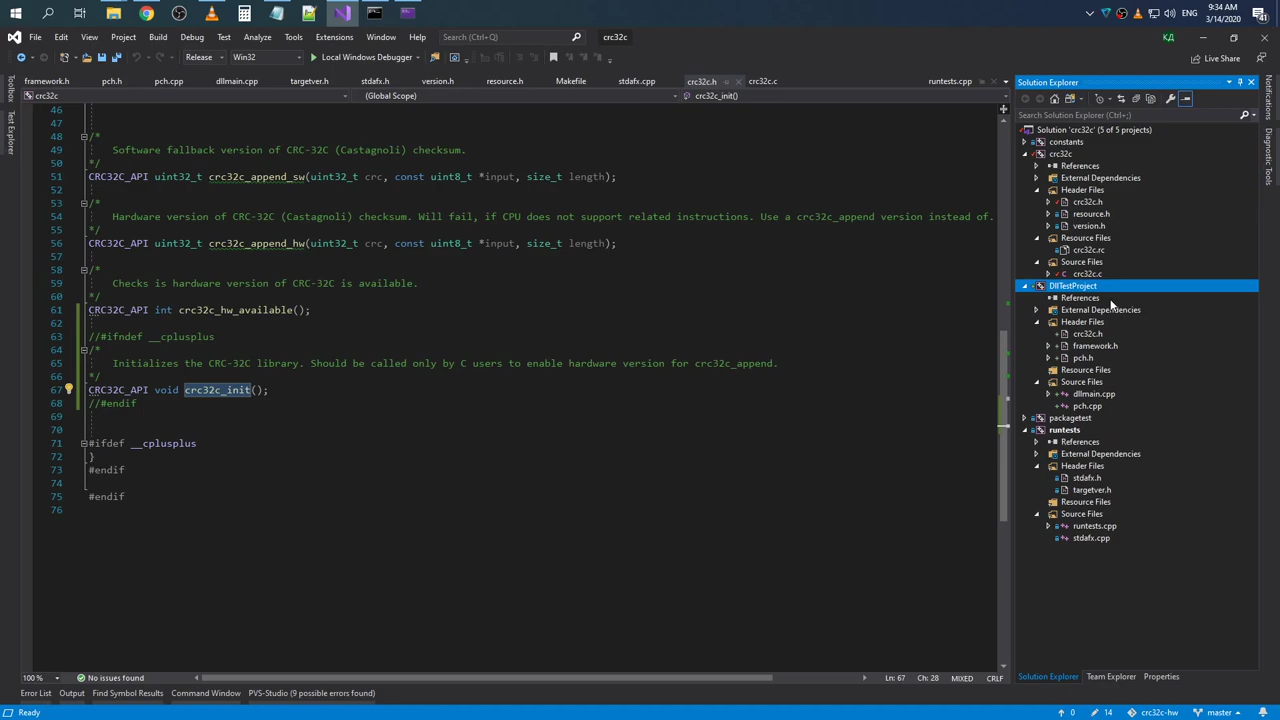 41
ENG
9:34 AM
3/14/2020
File Edit View Project Build Debug Test Analyze Tools Extensions Window Help
Search (Ctrl+Q)
crc32c
КД
Release
Win32
Local Windows Debugger
Live Share
framework.h pch.h pch.cpp dllmain.cpp targetver.h stdafx.h version.h resource.h Makefile stdafx.cpp crc32c.h crc32c.c runtests.cpp
crc32c
(Global Scope)
crc32c_init()
Toolbox
Test Explorer
46
47
48 /*
49 Software fallback version of CRC-32C (Castagnoli) checksum.
50 */
51 CRC32C_API uint32_t crc32c_append_sw(uint32_t crc, const uint8_t *input, size_t length);
52
53 /*
54 Hardware version of CRC-32C (Castagnoli) checksum. Will fail, if CPU does not support related instructions. Use a crc32c_append version instead of.
55 */
56 CRC32C_API uint32_t crc32c_append_hw(uint32_t crc, const uint8_t *input, size_t length);
57
58 /*
59 Checks is hardware version of CRC-32C is available.
60 */
61 CRC32C_API int crc32c_hw_available();
62
63 //#ifndef __cplusplus
64 /*
65 Initializes the CRC-32C library. Should be called only by C users to enable hardware version for crc32c_append.
66 */
67 CRC32C_API void crc32c_init();
68 //#endif
69
70
71 #ifdef __cplusplus
72 }
73 #endif
74
75 #endif
76
100 %
No issues found
Ln: 67
Ch: 28
MIXED
CRLF
Solution Explorer
Search Solution Explorer (Ctrl+;)
Solution 'crc32c' (5 of 5 projects)
constants
crc32c
References
External Dependencies
Header Files
crc32c.h
resource.h
version.h
Resource Files
crc32c.rc
Source Files
crc32c.c
DllTestProject
References
External Dependencies
Header Files
crc32c.h
framework.h
pch.h
Resource Files
Source Files
dllmain.cpp
pch.cpp
packagetest
runtests
References
External Dependencies
Header Files
stdafx.h
targetver.h
Resource Files
Source Files
runtests.cpp
stdafx.cpp
Solution Explorer Team Explorer Properties
Notifications
Diagnostic Tools
Error List Output Find Symbol Results Command Window PVS-Studio (9 possible errors found)
Ready
0
14
crc32c-hw
master